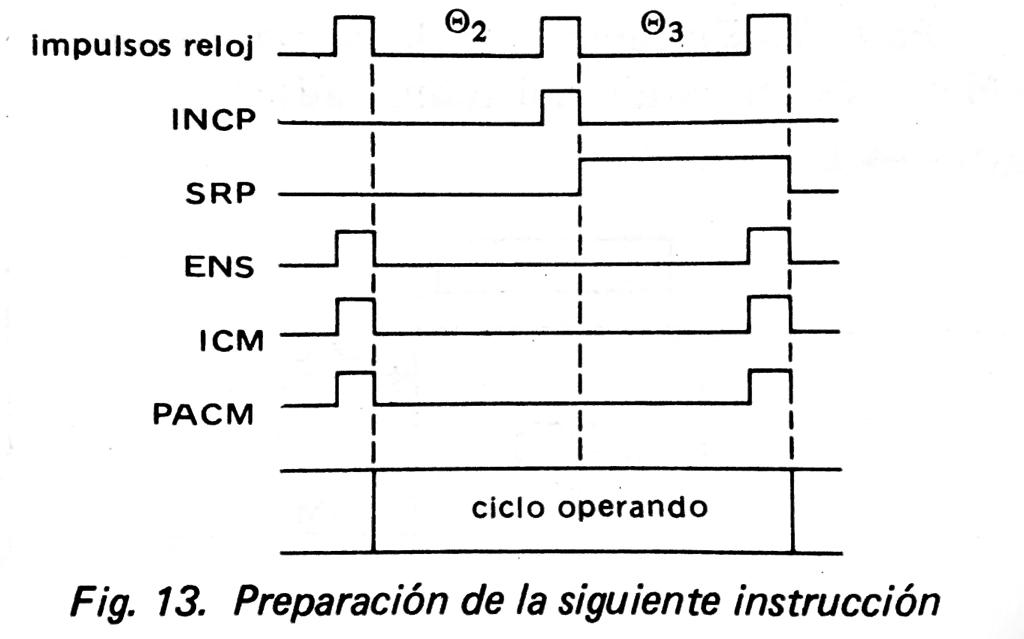 impulsos reloj
Θ2 Θ3
INCP
SRP
ENS
ICM
PACM
ciclo operando
Fig. 13. Preparación de la siguiente instrucción